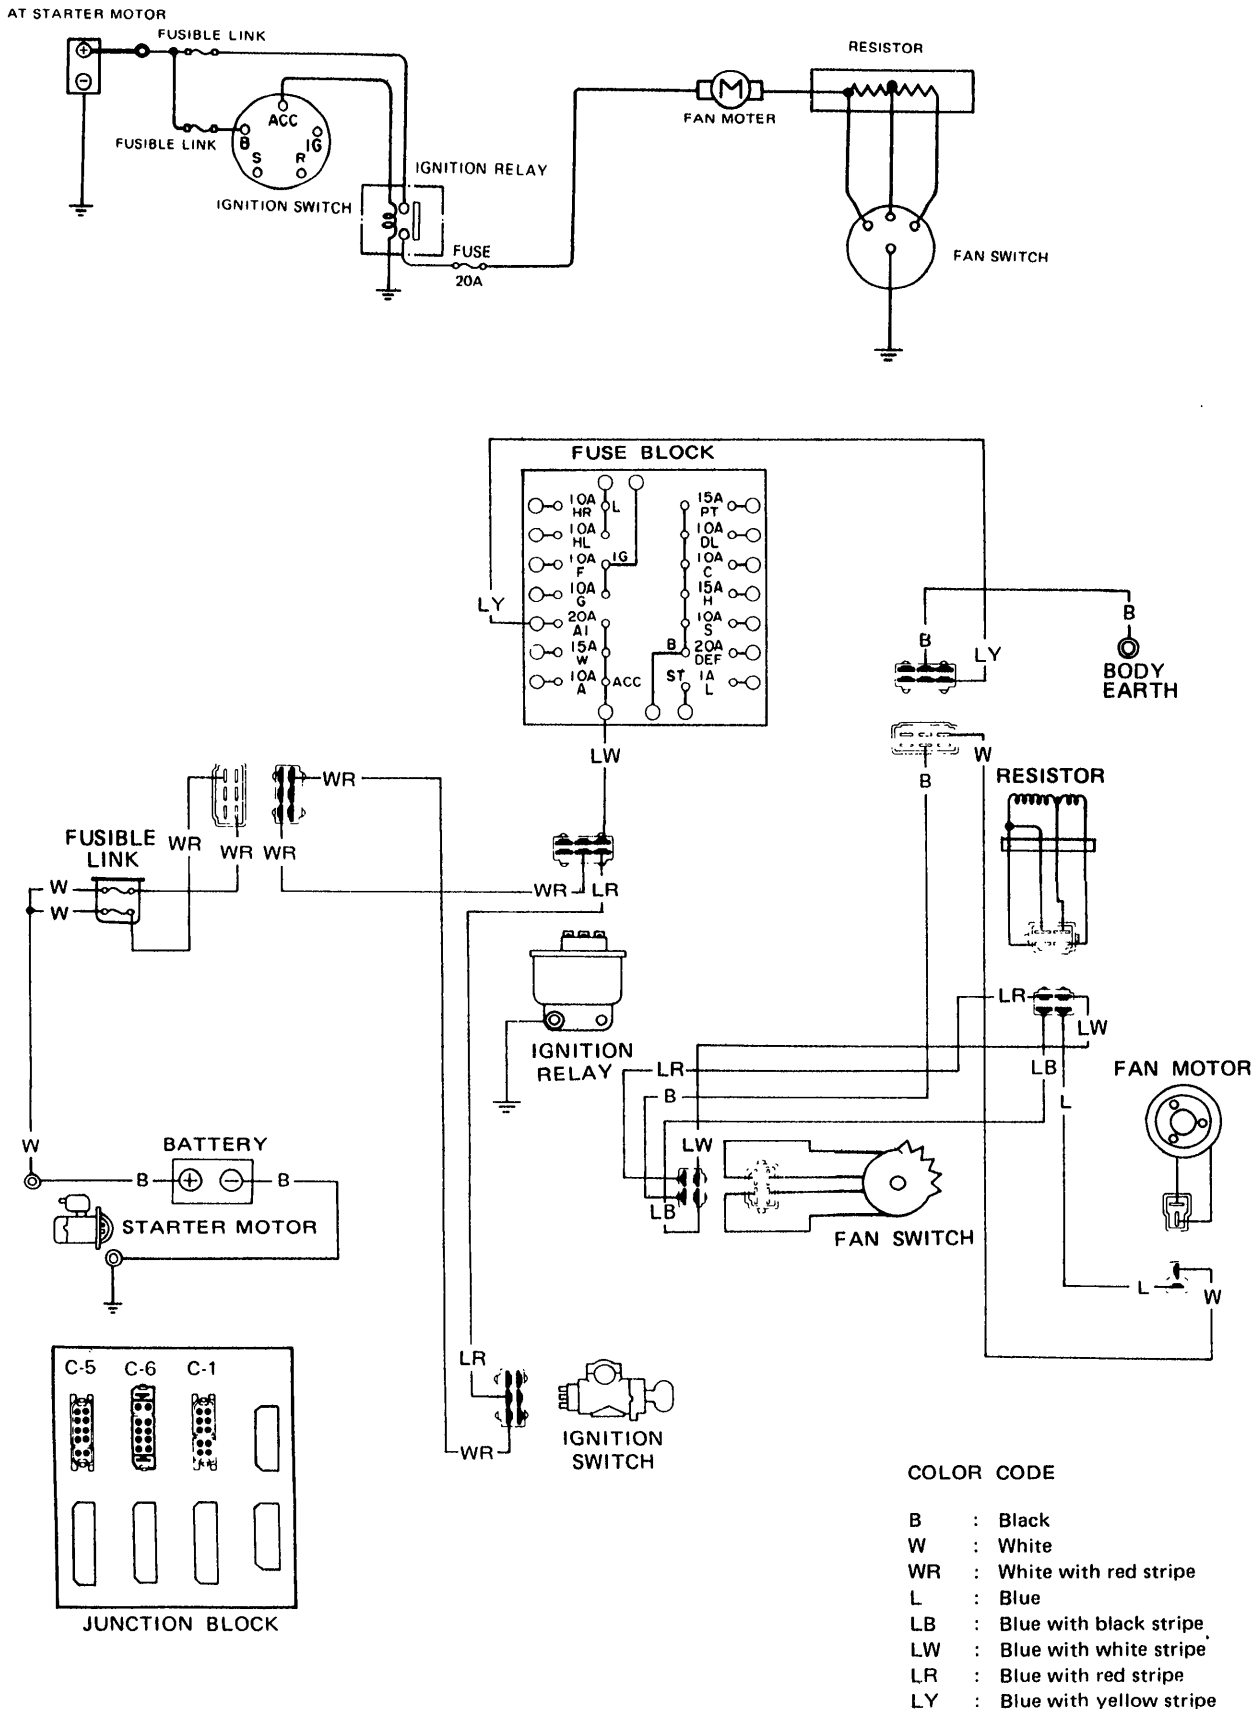 AT STARTER MOTOR
FUSIBLE LINK
RESISTOR
M
FAN MOTER
ACC
B
IG
S
R
FUSIBLE LINK
IGNITION RELAY
IGNITION SWITCH
FUSE
20A
FAN SWITCH
FUSE BLOCK
10A
HR
L
15A
PT
10A
HL
10A
DL
10A
F
IG
10A
C
10A
G
15A
H
LY
20A
A1
10A
S
15A
W
B
20A
DEF
10A
A
ACC
ST
1A
L
B
B
LY
BODY
EARTH
LW
W
B
RESISTOR
WR
FUSIBLE
LINK
WR
WR
WR
W
W
WR
LR
LR
LW
IGNITION
RELAY
LR
LB
FAN MOTOR
B
L
W
LW
BATTERY
B
B
STARTER MOTOR
LB
FAN SWITCH
L
W
LR
C-5
C-6
C-1
WR
IGNITION
SWITCH
JUNCTION BLOCK
COLOR CODE
B : Black
W : White
WR : White with red stripe
L : Blue
LB : Blue with black stripe
LW : Blue with white stripe
LR : Blue with red stripe
LY : Blue with yellow stripe